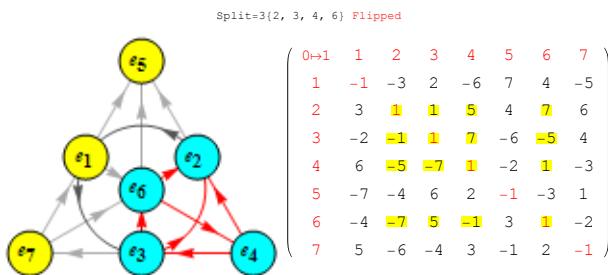 Split=3{2, 3, 4, 6} Flipped
e5
e1
e2
e6
e7
e3
e4
0↦1 1 2 3 4 5 6 7
1 -1 -3 2 -6 7 4 -5
2 3 1 1 5 4 7 6
3 -2 -1 1 7 -6 -5 4
4 6 -5 -7 1 -2 1 -3
5 -7 -4 6 2 -1 -3 1
6 -4 -7 5 -1 3 1 -2
7 5 -6 -4 3 -1 2 -1